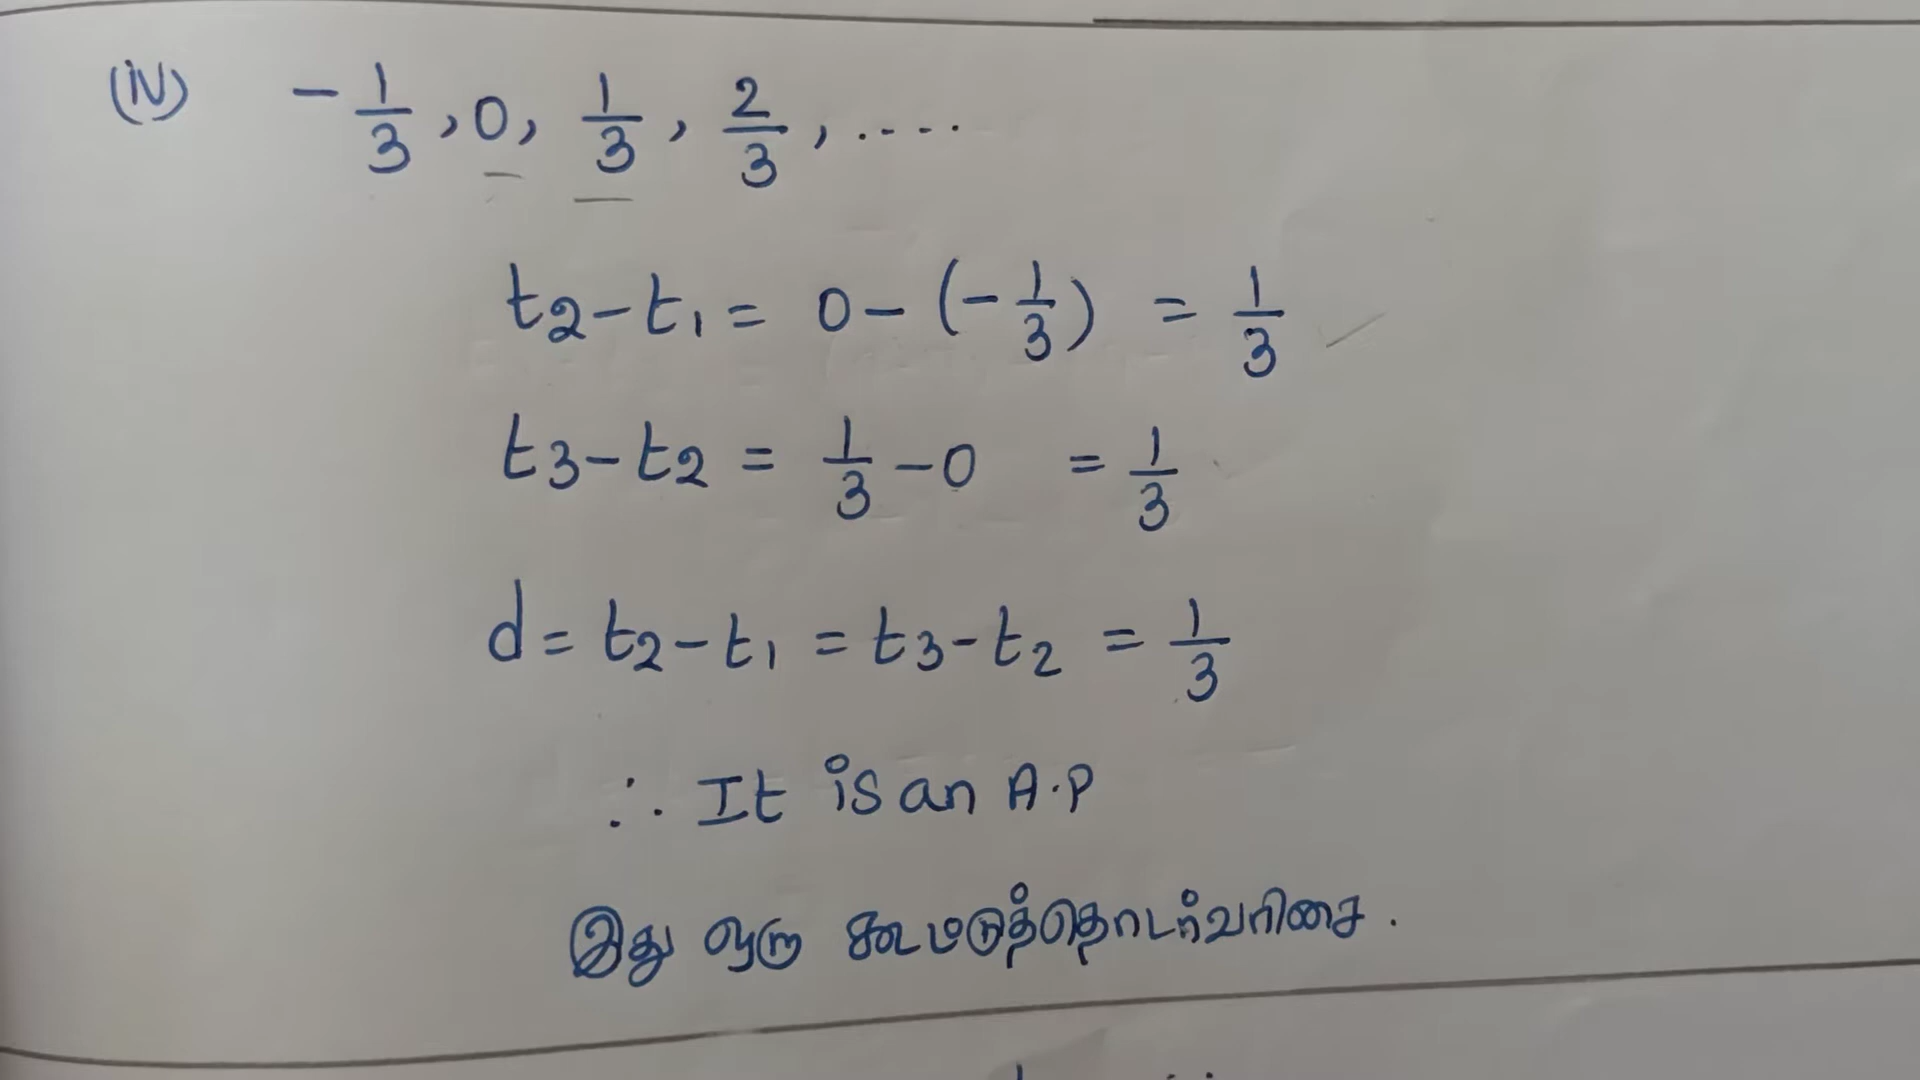 (iv) -1/3, 0, 1/3, 2/3, ....
t2-t1 = 0-(-1/3) = 1/3
t3-t2 = 1/3-0 = 1/3
d = t2-t1 = t3-t2 = 1/3
∴ It is an A.P
இது ஒரு கூட்டுத்தொடர்வரிசை.